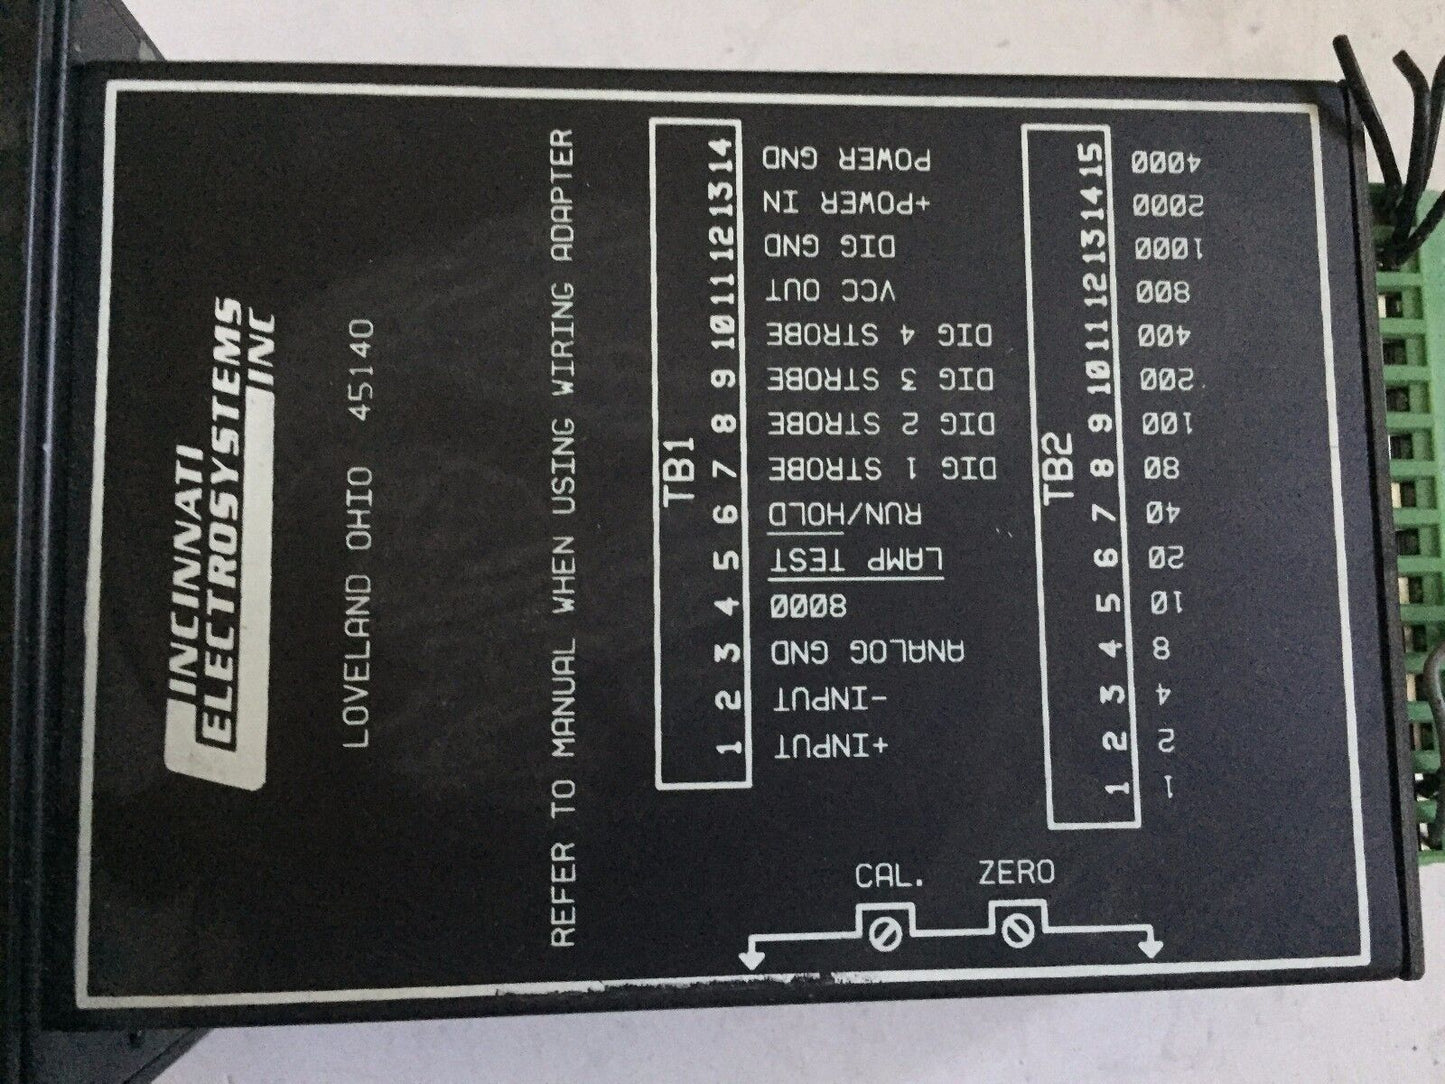 INCINNATI
ELECTROSYSTEMS
INC
LOVELAND OHIO 45140
REFER TO MANUAL WHEN USING WIRING ADAPTER
TB1
1 +INPUT
2 -INPUT
3 ANALOG GND
4 8000
5 LAMP TEST
6 RUN/HOLD
7 DIG 1 STROBE
8 DIG 2 STROBE
9 DIG 3 STROBE
10 DIG 4 STROBE
11 VCC OUT
12 DIG GND
13 +POWER IN
14 POWER GND
TB2
1 1
2 2
3 4
4 8
5 10
6 20
7 40
8 80
9 100
10 200
11 400
12 800
13 1000
14 2000
15 4000
CAL. ZERO